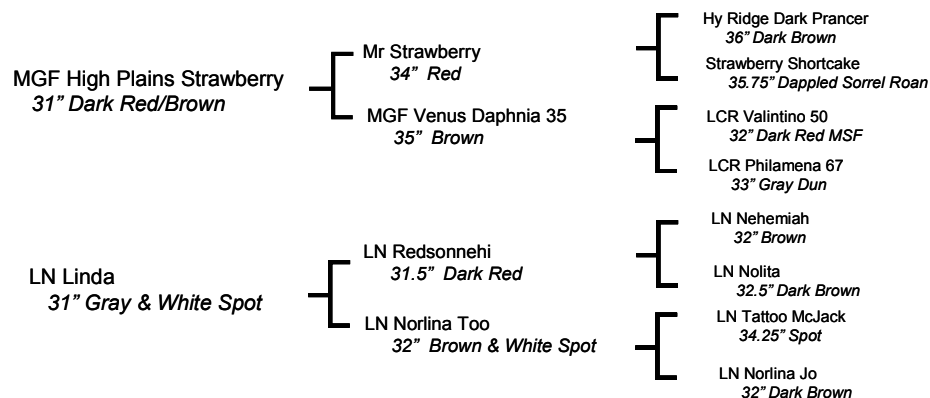 MGF High Plains Strawberry
31” Dark Red/Brown
Mr Strawberry
34” Red
MGF Venus Daphnia 35
35” Brown
Hy Ridge Dark Prancer
36” Dark Brown
Strawberry Shortcake
35.75” Dappled Sorrel Roan
LCR Valintino 50
32” Dark Red MSF
LCR Philamena 67
33” Gray Dun
LN Linda
31” Gray & White Spot
LN Redsonnehi
31.5” Dark Red
LN Norlina Too
32” Brown & White Spot
LN Nehemiah
32” Brown
LN Nolita
32.5” Dark Brown
LN Tattoo McJack
34.25” Spot
LN Norlina Jo
32” Dark Brown